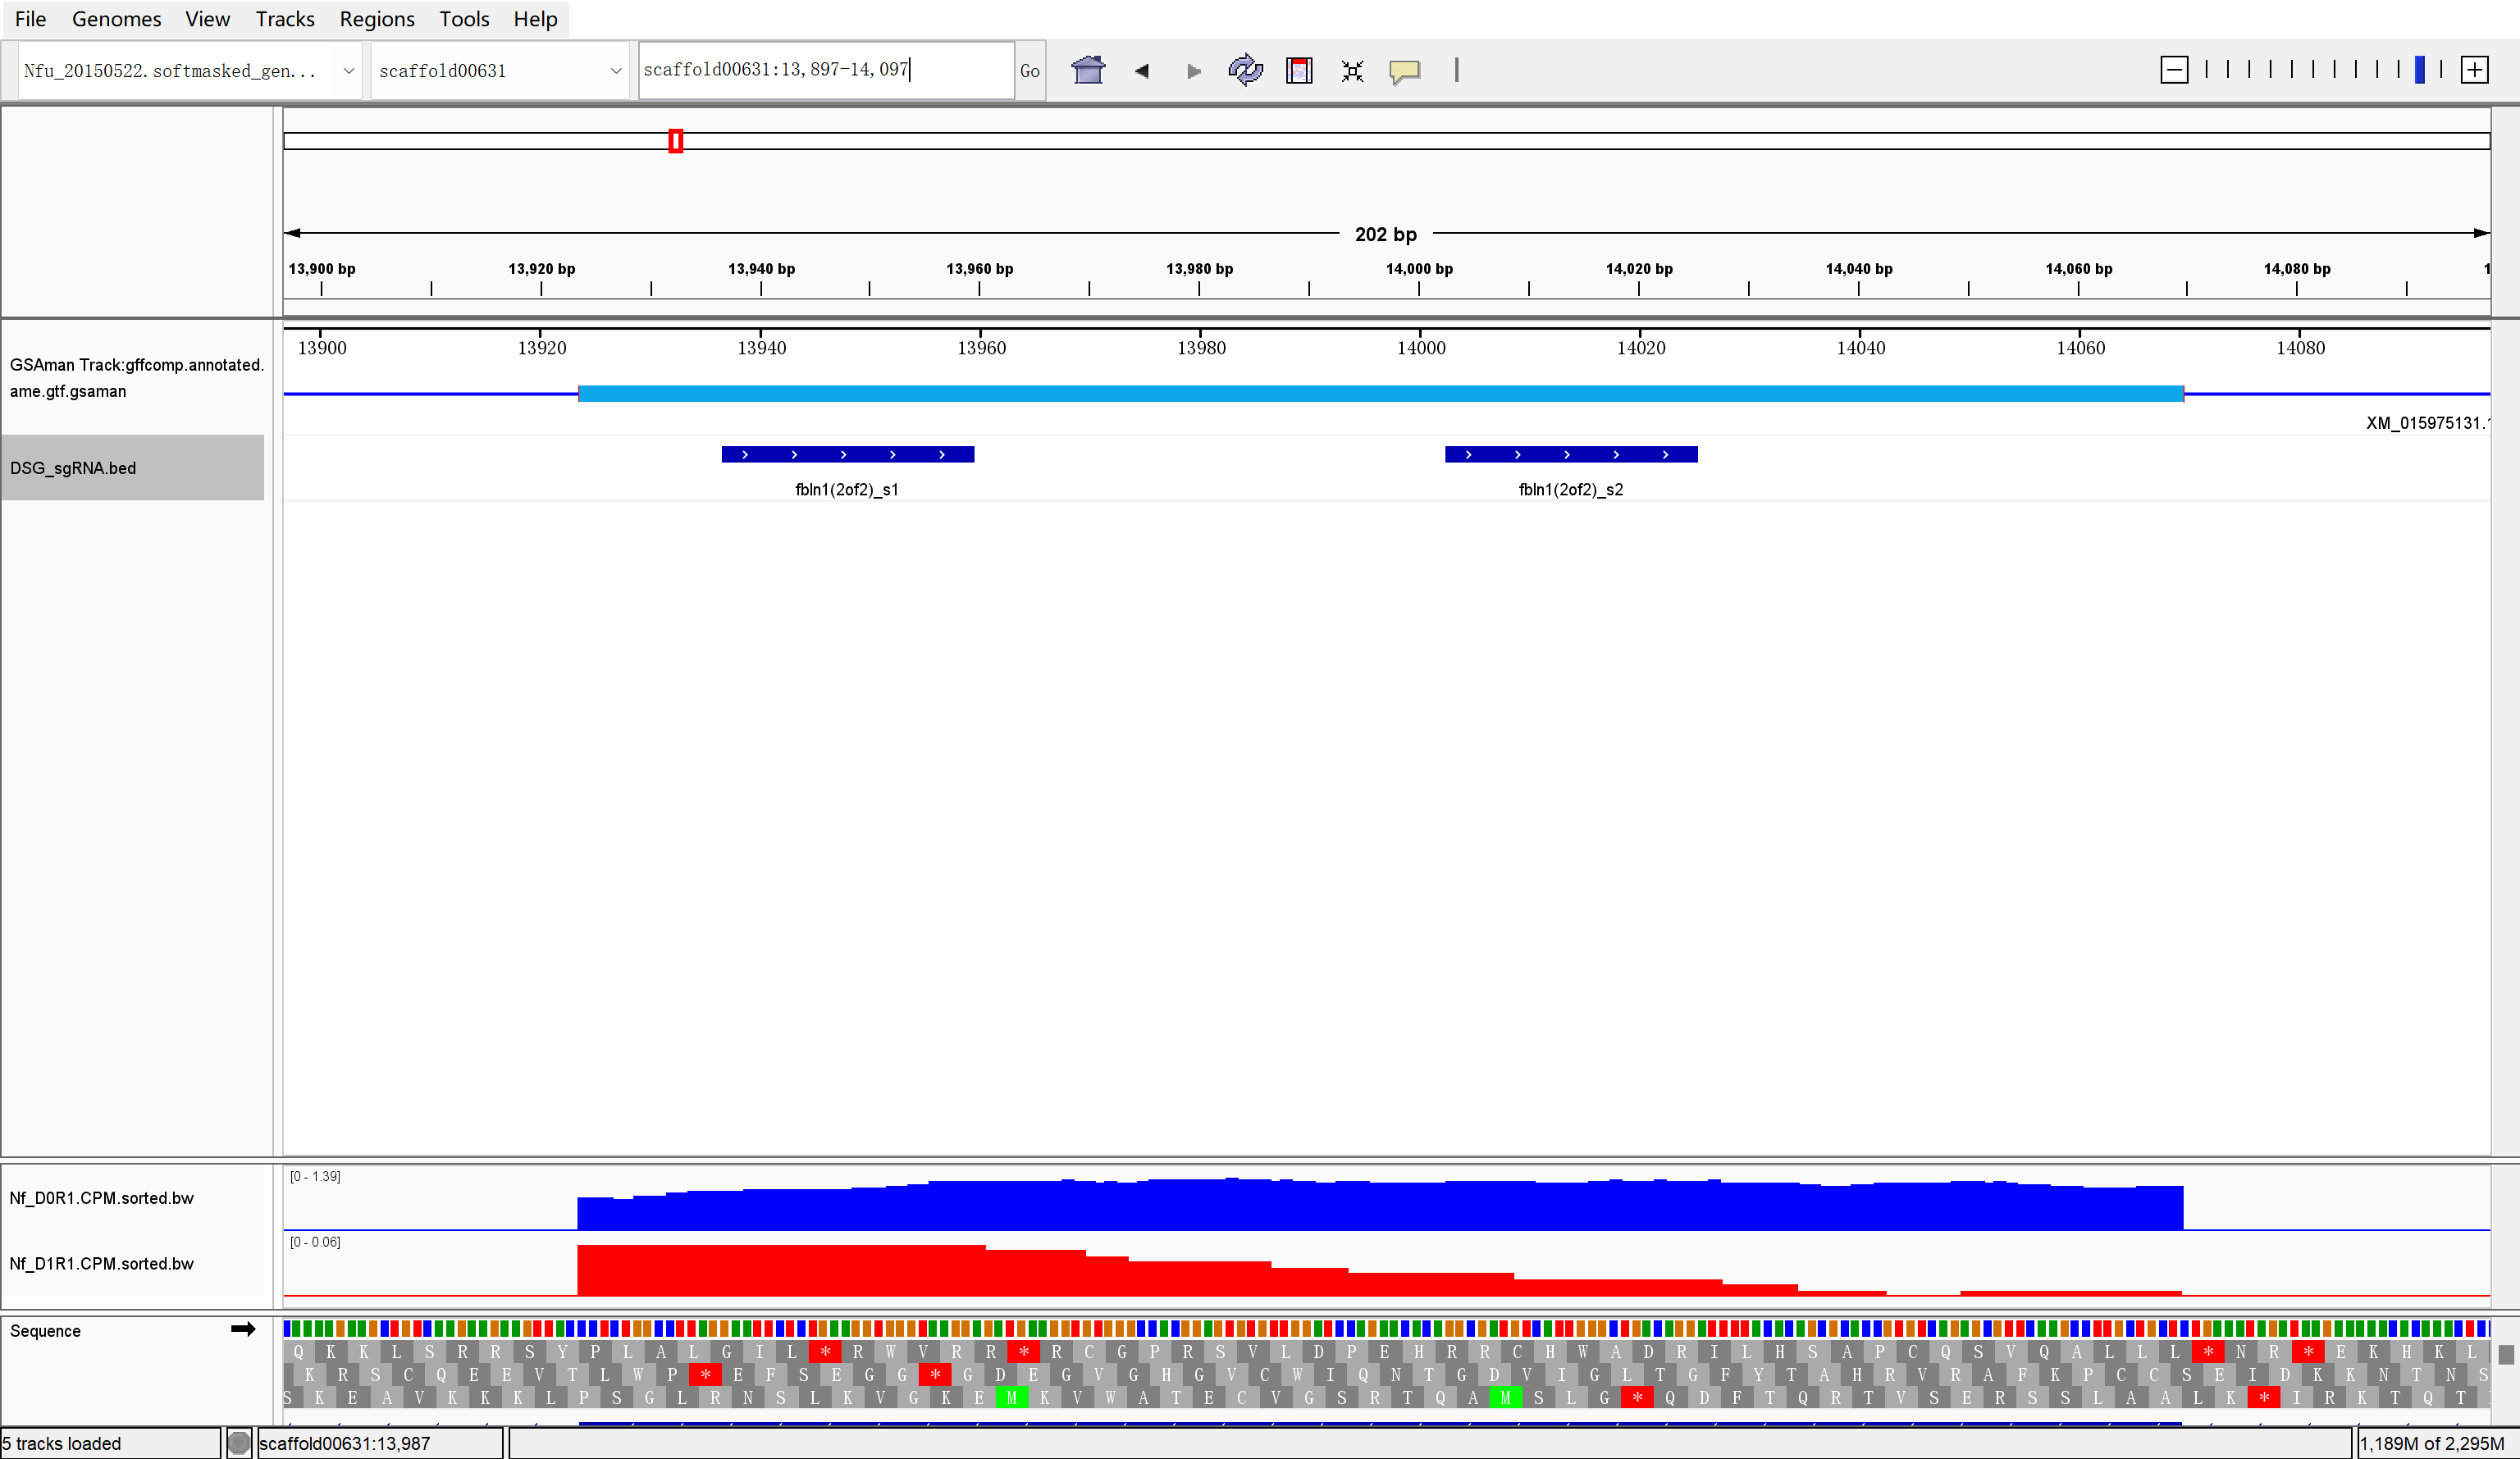 File Genomes View Tracks Regions Tools Help
Nfu_20150522.softmasked_gen... scaffold00631 scaffold00631:13,897-14,097 Go
202 bp
13,900 bp 13,920 bp 13,940 bp 13,960 bp 13,980 bp 14,000 bp 14,020 bp 14,040 bp 14,060 bp 14,080 bp 1
13900 13920 13940 13960 13980 14000 14020 14040 14060 14080
GSAman Track:gffcomp.annotated.
ame.gtf.gsaman
XM_015975131.1
DSG_sgRNA.bed
fbln1(2of2)_s1 fbln1(2of2)_s2
[0 - 1.39]
Nf_D0R1.CPM.sorted.bw
[0 - 0.06]
Nf_D1R1.CPM.sorted.bw
Sequence
Q K K L S R R S Y P L A L G I L * R W V R R * R C G P R S V L D P E H R R C H W A D R I L H S A P C Q S V Q A L L L * N R * E K H K L
K R S C Q E E V T L W P * E F S E G G * G D E G V G H G V C W I Q N T G D V I G L T G F Y T A H R V R A F K P C C S E I D K K N T N S
S K E A V K K K L P S G L R N S L K V G K E M K V W A T E C V G S R T Q A M S L G * Q D F T Q R T V S E R S S L A A L K * I R K T Q T
5 tracks loaded scaffold00631:13,987 1,189M of 2,295M